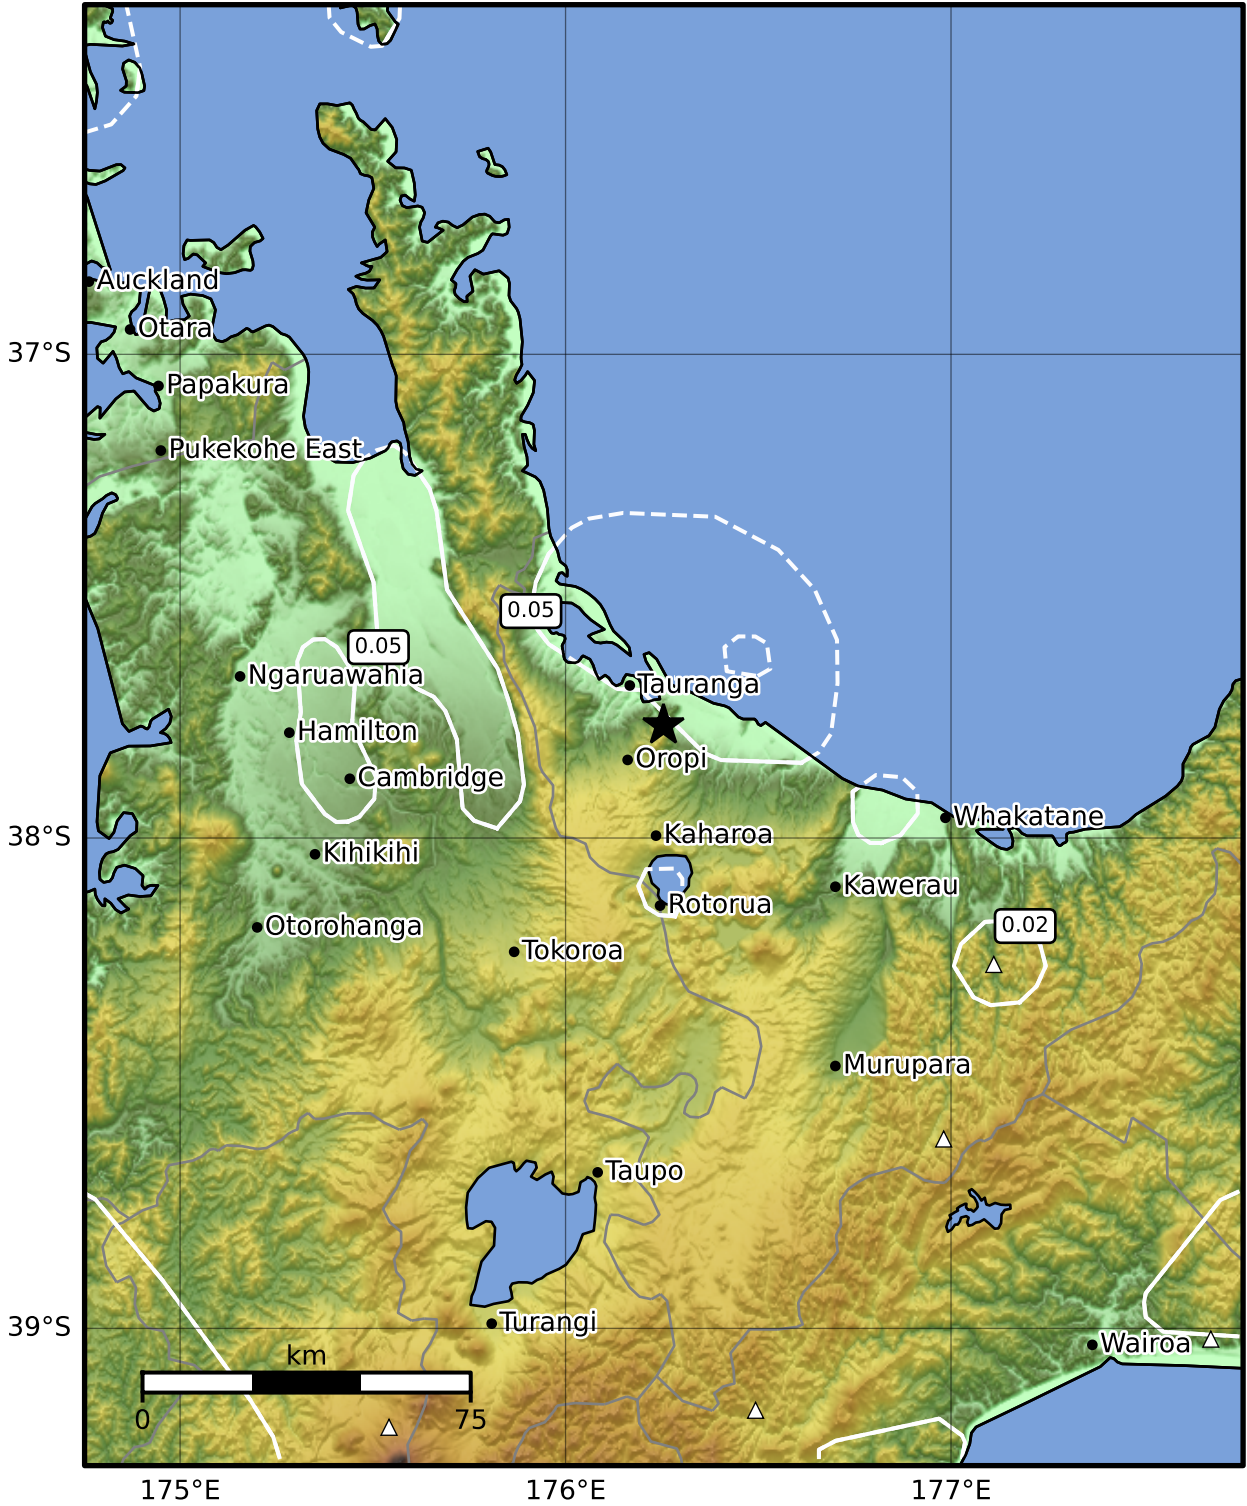 Auckland
Otara
37°S
Papakura
Pukekohe East
0.05
0.05
Ngaruawahia
Tauranga
Hamilton
Oropi
Cambridge
Whakatane
38°S
Kaharoa
Kihikihi
Kawerau
Rotorua
Otorohanga
0.02
Tokoroa
Murupara
Taupo
39°S
Turangi
Wairoa
km
0
75
175°E
176°E
177°E